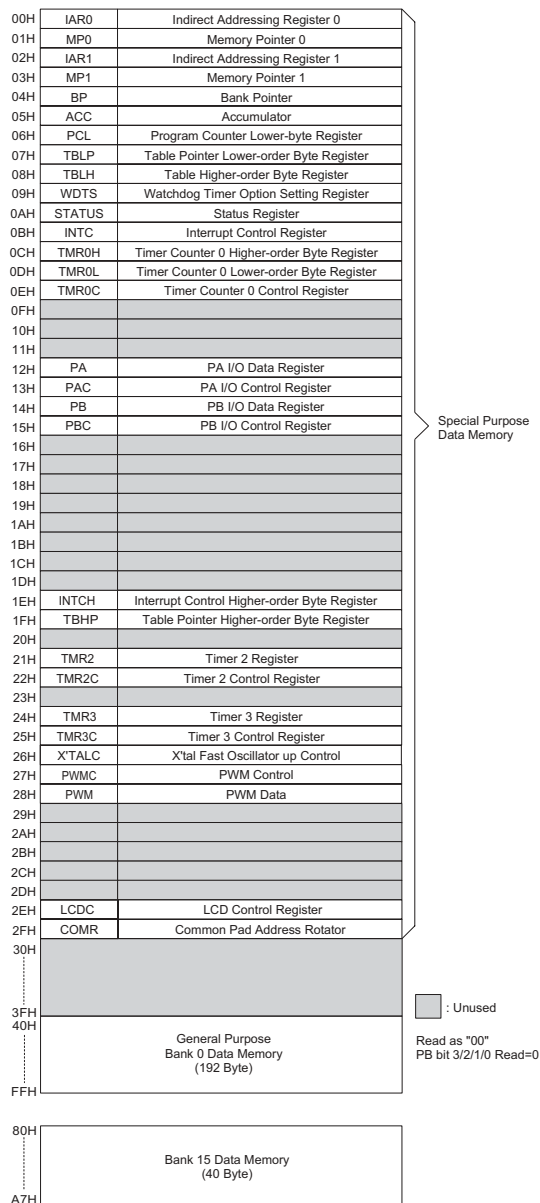 00H IAR0 Indirect Addressing Register 0
01H MP0 Memory Pointer 0
02H IAR1 Indirect Addressing Register 1
03H MP1 Memory Pointer 1
04H BP Bank Pointer
05H ACC Accumulator
06H PCL Program Counter Lower-byte Register
07H TBLP Table Pointer Lower-order Byte Register
08H TBLH Table Higher-order Byte Register
09H WDTS Watchdog Timer Option Setting Register
0AH STATUS Status Register
0BH INTC Interrupt Control Register
0CH TMR0H Timer Counter 0 Higher-order Byte Register
0DH TMR0L Timer Counter 0 Lower-order Byte Register
0EH TMR0C Timer Counter 0 Control Register
0FH
10H
11H
12H PA PA I/O Data Register
13H PAC PA I/O Control Register
14H PB PB I/O Data Register
15H PBC PB I/O Control Register
Special Purpose
Data Memory
16H
17H
18H
19H
1AH
1BH
1CH
1DH
1EH INTCH Interrupt Control Higher-order Byte Register
1FH TBHP Table Pointer Higher-order Byte Register
20H
21H TMR2 Timer 2 Register
22H TMR2C Timer 2 Control Register
23H
24H TMR3 Timer 3 Register
25H TMR3C Timer 3 Control Register
26H X'TALC X'tal Fast Oscillator up Control
27H PWMC PWM Control
28H PWM PWM Data
29H
2AH
2BH
2CH
2DH
2EH LCDC LCD Control Register
2FH COMR Common Pad Address Rotator
30H
3FH
: Unused
40H
General Purpose
Bank 0 Data Memory
(192 Byte)
Read as "00"
PB bit 3/2/1/0 Read=0
FFH
80H
Bank 15 Data Memory
(40 Byte)
A7H